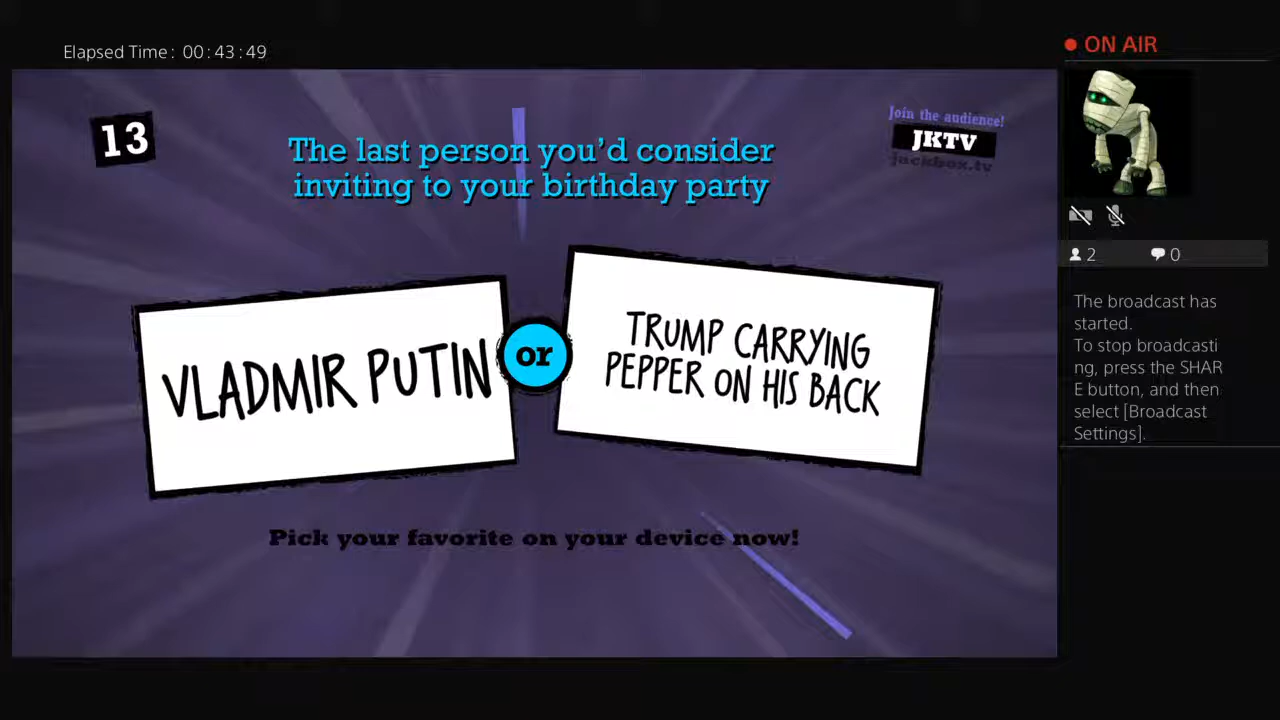 Elapsed Time: 00:43:49
ON AIR
13
The last person you'd consider
inviting to your birthday party
Join the audience!
JKTV
jackbox.tv
2
0
VLADMIR PUTIN
or
TRUMP CARRYING
PEPPER ON HIS BACK
Pick your favorite on your device now!
The broadcast has
started.
To stop broadcasti
ng, press the SHAR
E button, and then
select [Broadcast
Settings].